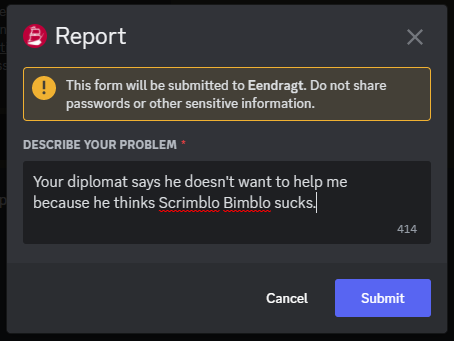 Report
This form will be submitted to Eendragt. Do not share
passwords or other sensitive information.
DESCRIBE YOUR PROBLEM *
Your diplomat says he doesn't want to help me
because he thinks Scrimblo Bimblo sucks.
414
Cancel Submit